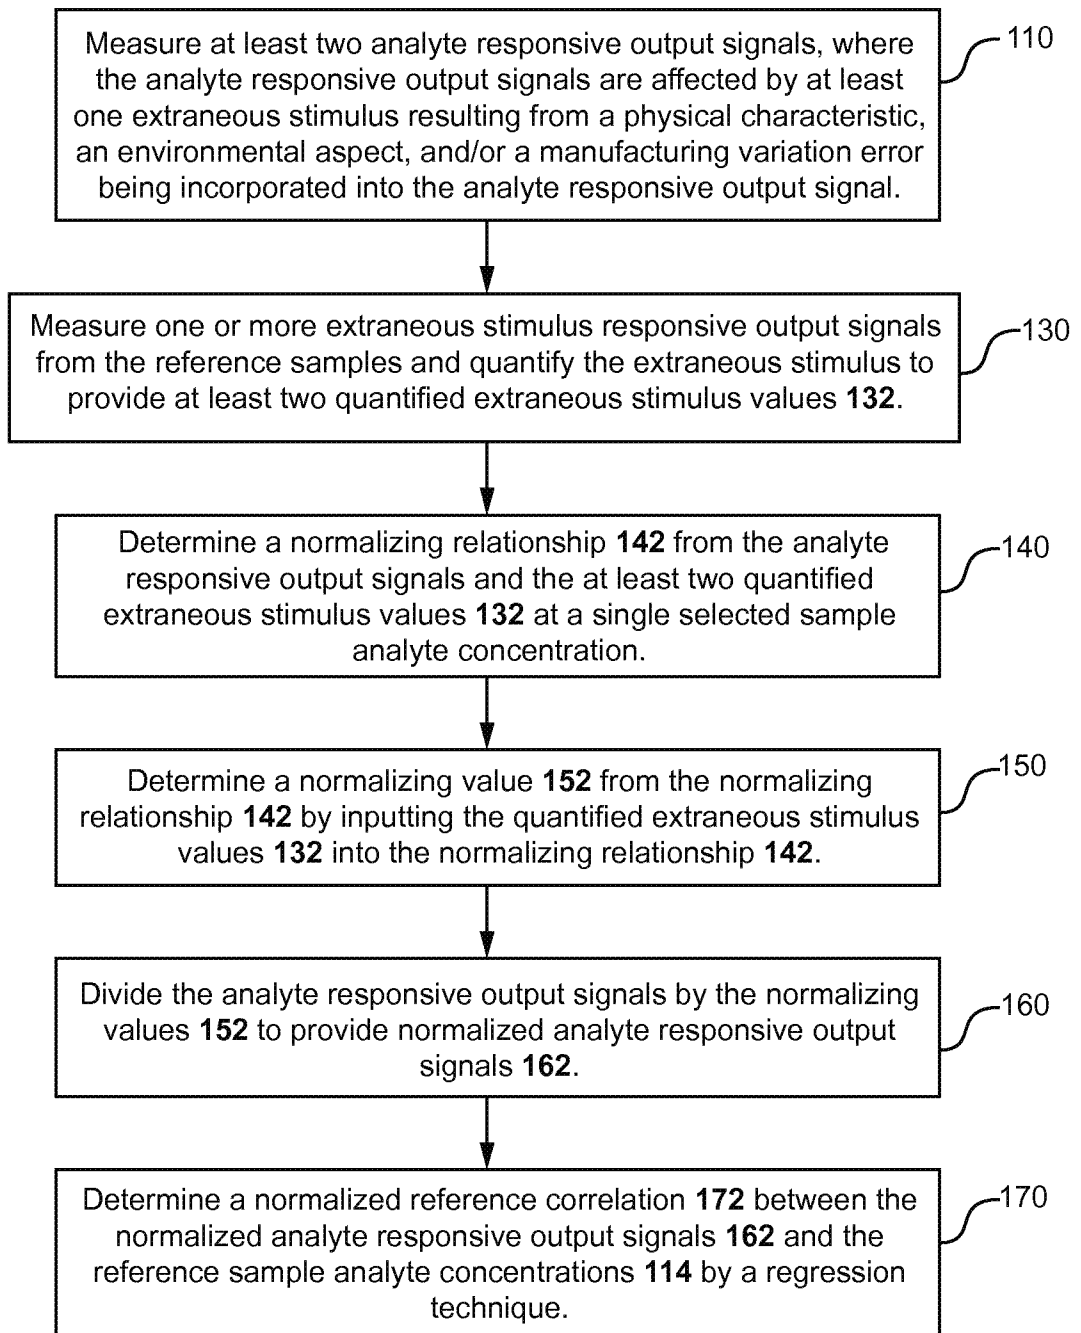 Measure at least two analyte responsive output signals, where
the analyte responsive output signals are affected by at least
one extraneous stimulus resulting from a physical characteristic,
an environmental aspect, and/or a manufacturing variation error
being incorporated into the analyte responsive output signal.
110
Measure one or more extraneous stimulus responsive output signals
from the reference samples and quantify the extraneous stimulus to
provide at least two quantified extraneous stimulus values 132.
130
Determine a normalizing relationship 142 from the analyte
responsive output signals and the at least two quantified
extraneous stimulus values 132 at a single selected sample
analyte concentration.
140
Determine a normalizing value 152 from the normalizing
relationship 142 by inputting the quantified extraneous stimulus
values 132 into the normalizing relationship 142.
150
Divide the analyte responsive output signals by the normalizing
values 152 to provide normalized analyte responsive output
signals 162.
160
Determine a normalized reference correlation 172 between the
normalized analyte responsive output signals 162 and the
reference sample analyte concentrations 114 by a regression
technique.
170